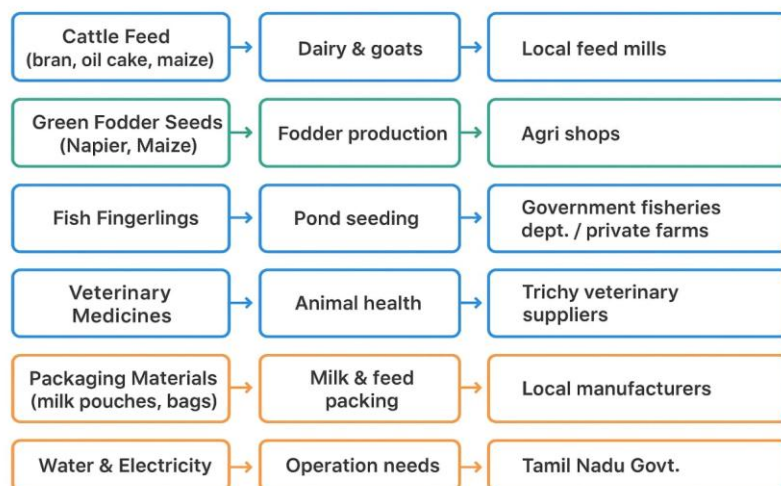 Cattle Feed
(bran, oil cake, maize)
Dairy & goats
Local feed mills
Green Fodder Seeds
(Napier, Maize)
Fodder production
Agri shops
Fish Fingerlings
Pond seeding
Government fisheries
dept. / private farms
Veterinary
Medicines
Animal health
Trichy veterinary
suppliers
Packaging Materials
(milk pouches, bags)
Milk & feed
packing
Local manufacturers
Water & Electricity
Operation needs
Tamil Nadu Govt.